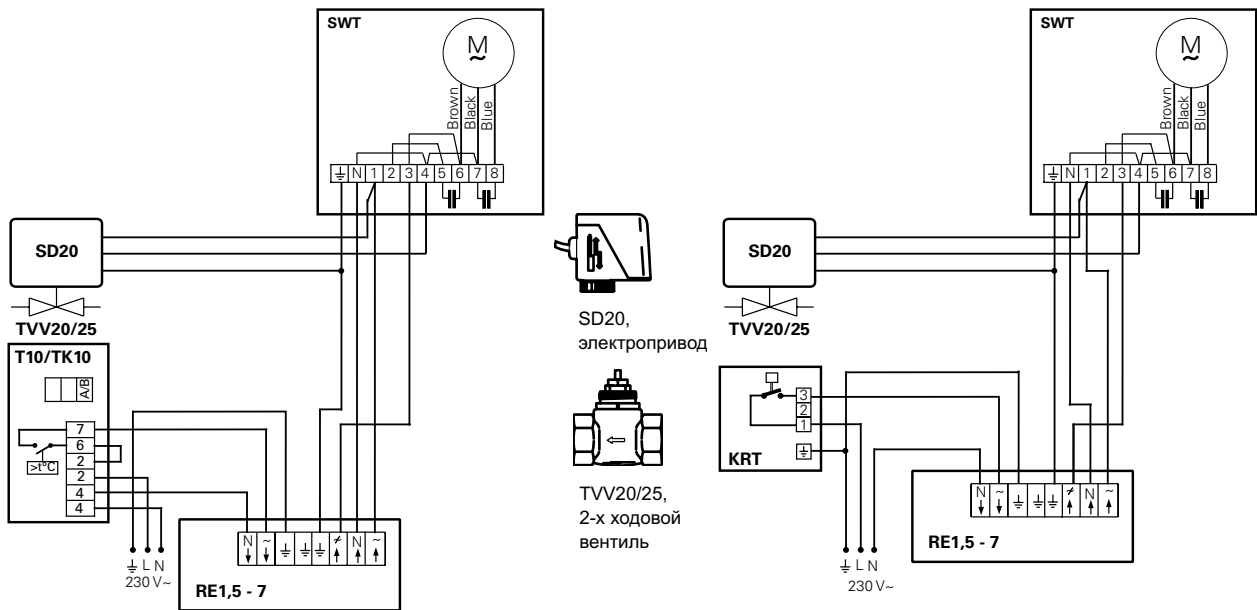 SWT
M
~
Brown
Black
Blue
N 1 2 3 4 5 6 7 8
SD20
TVV20/25
T10/TK10
A/B
7
6
2
2
4
4
>t°C
L N
230 V~
N ~ ≁ N ~
RE1,5 - 7
SD20,
электропривод
TVV20/25,
2-х ходовой
вентиль
SWT
M
~
Brown
Black
Blue
N 1 2 3 4 5 6 7 8
SD20
TVV20/25
3
2
1
KRT
L N
230 V~
N ~ ≁ N ~
RE1,5 - 7